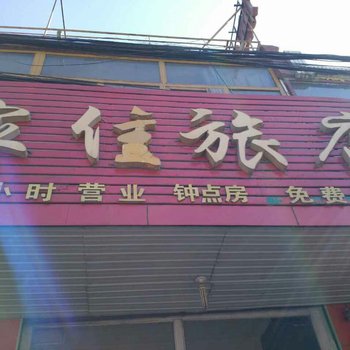 佳旅
小时 营业 钟点房 免费